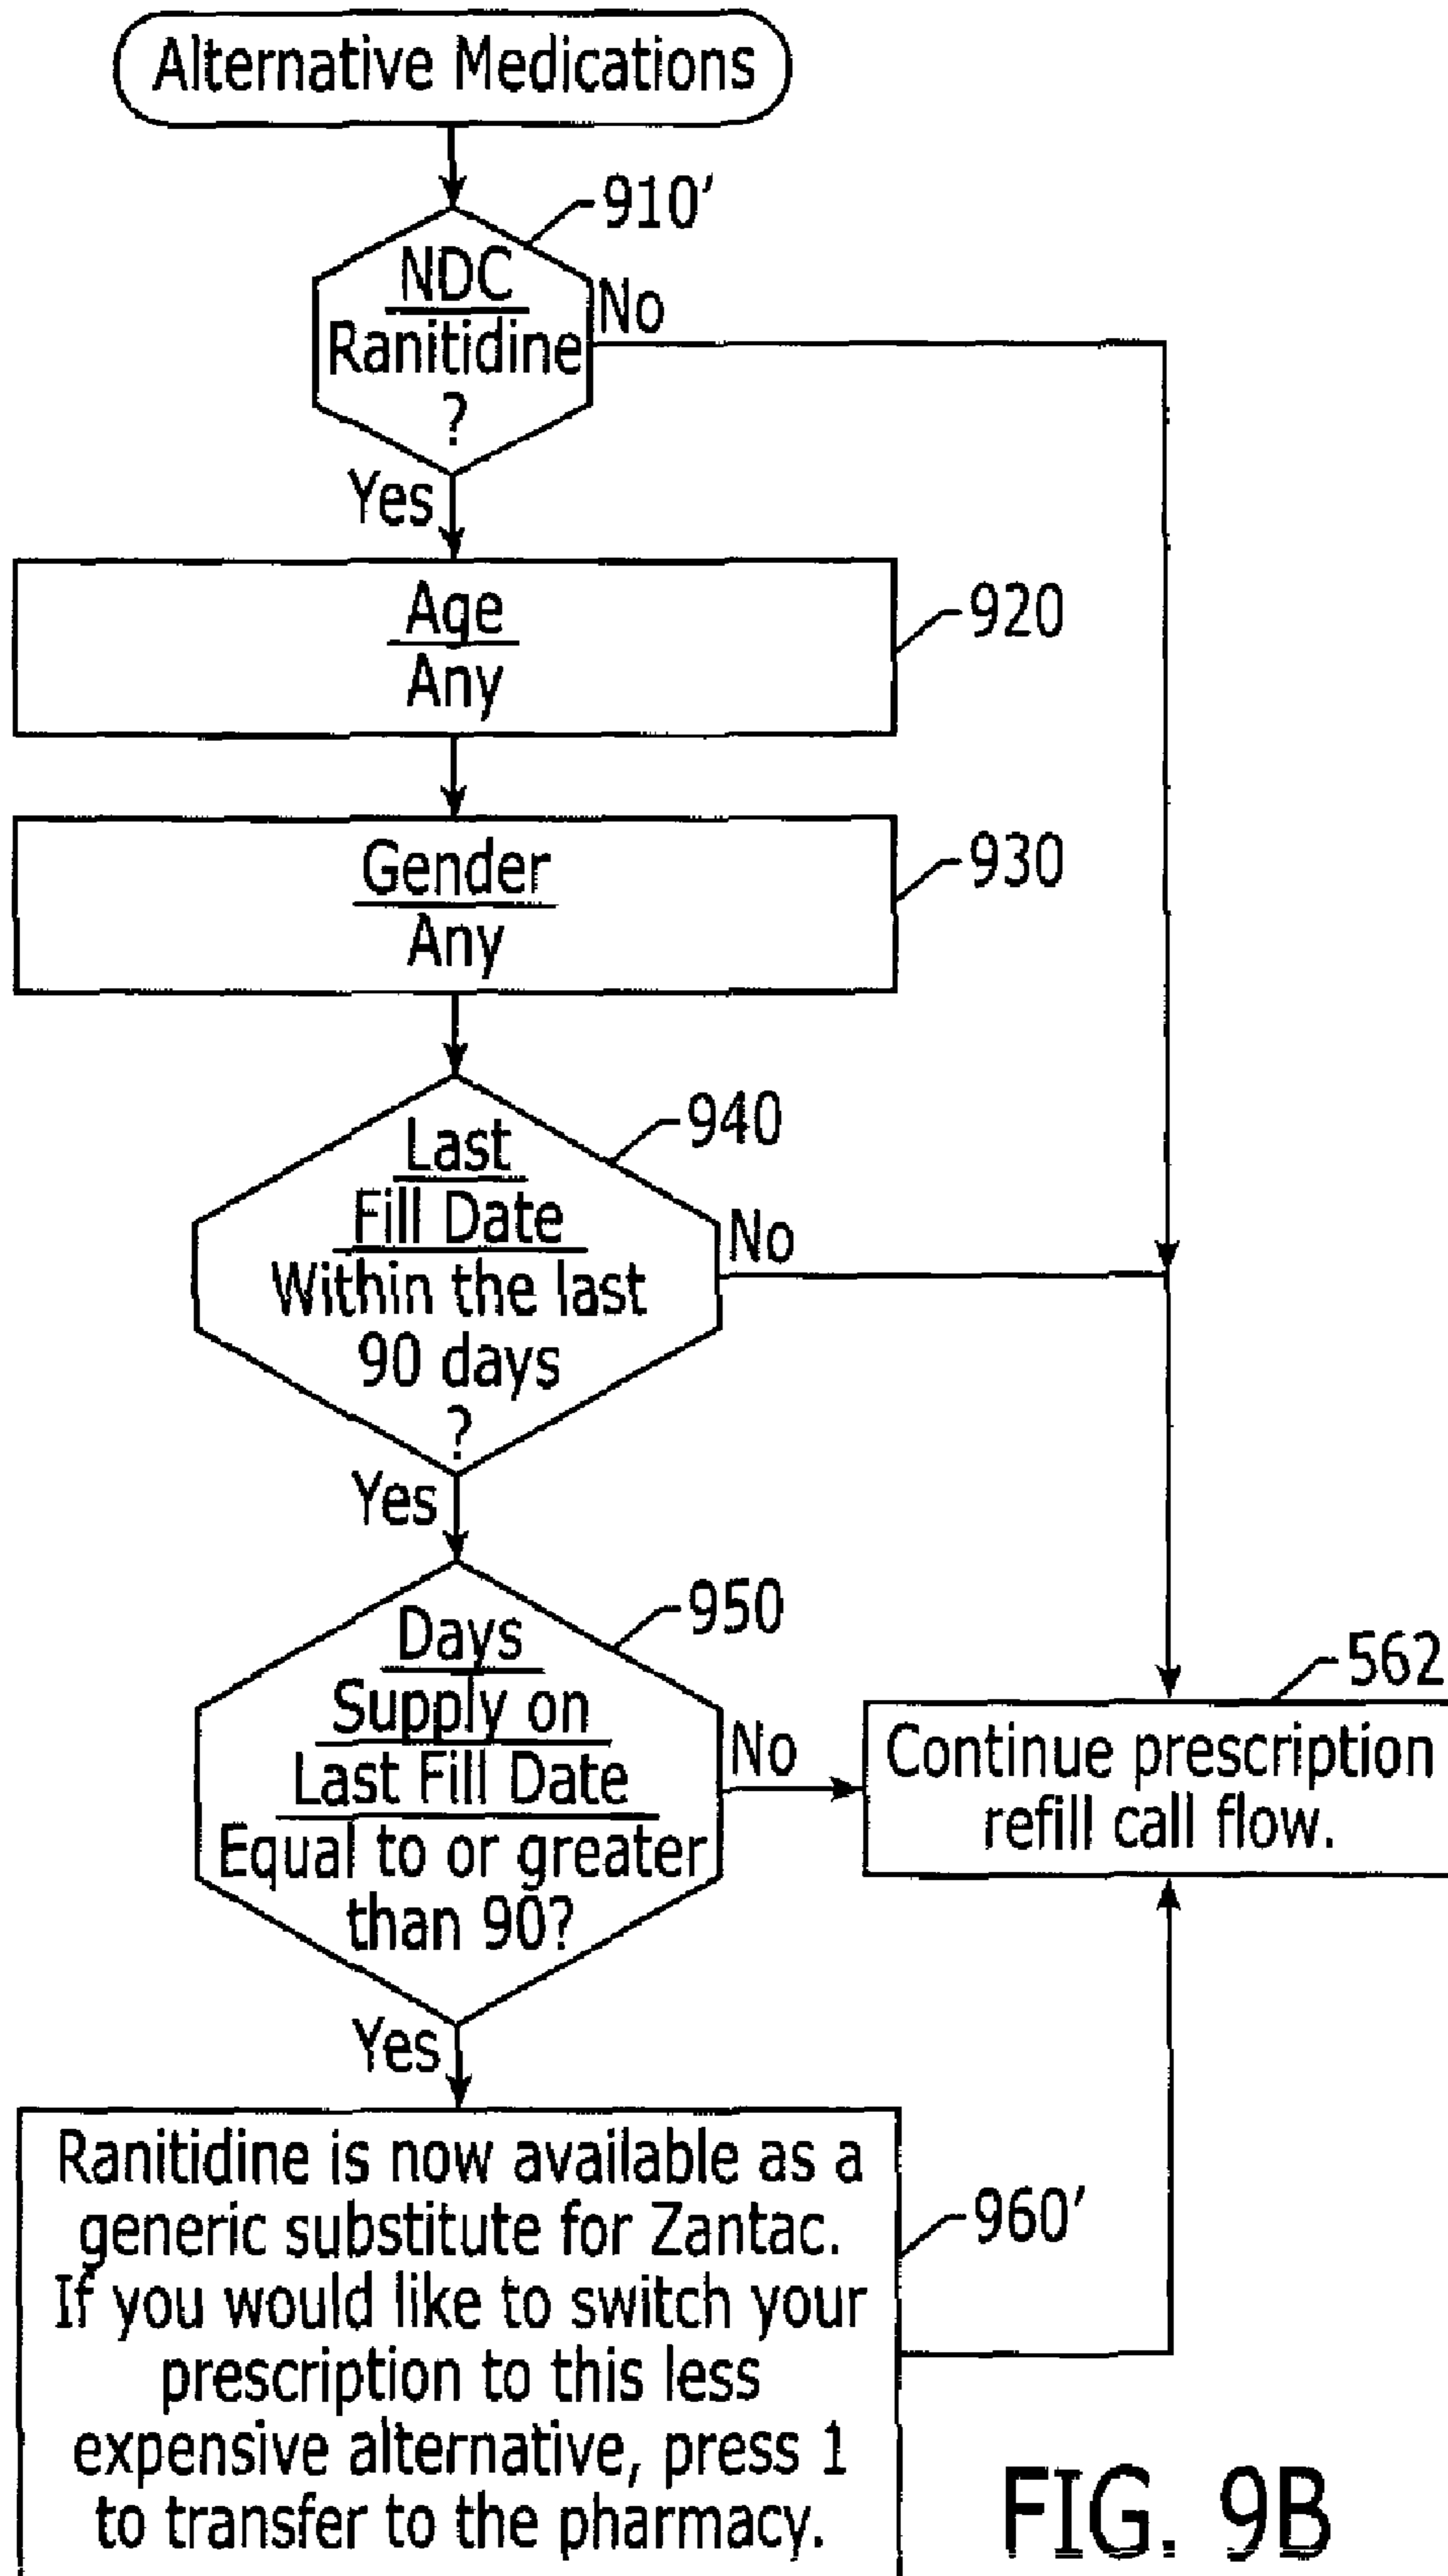 Alternative Medications
910'
NDC
Ranitidine
?
No
Yes
Age
Any
920
Gender
Any
930
940
Last
Fill Date
Within the last
90 days
?
No
Yes
950
Days
Supply on
Last Fill Date
Equal to or greater
than 90?
No
562
Continue prescription
refill call flow.
Yes
Ranitidine is now available as a
generic substitute for Zantac.
If you would like to switch your
prescription to this less
expensive alternative, press 1
to transfer to the pharmacy.
960'
FIG. 9B